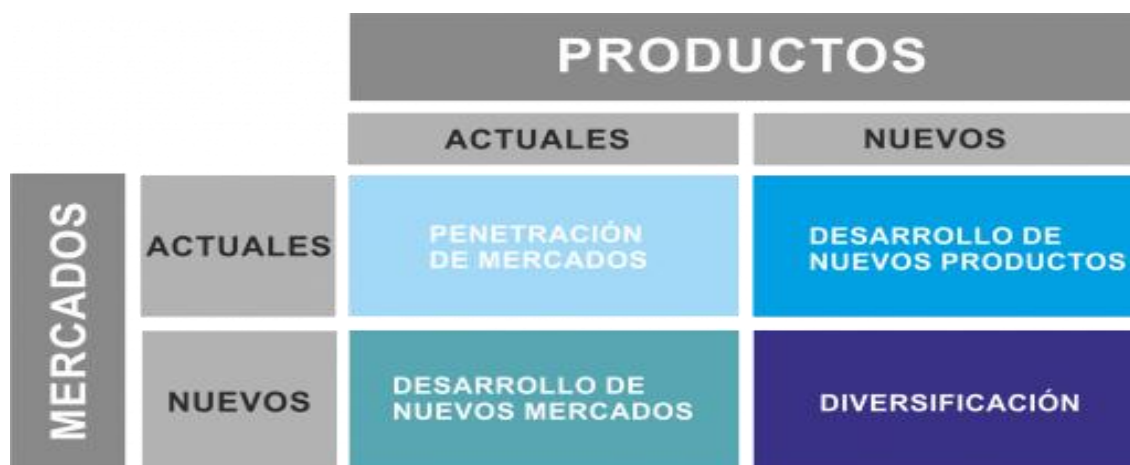 PRODUCTOS
ACTUALES
NUEVOS
MERCADOS
ACTUALES
PENETRACIÓN
DE MERCADOS
DESARROLLO DE
NUEVOS PRODUCTOS
NUEVOS
DESARROLLO DE
NUEVOS MERCADOS
DIVERSIFICACIÓN